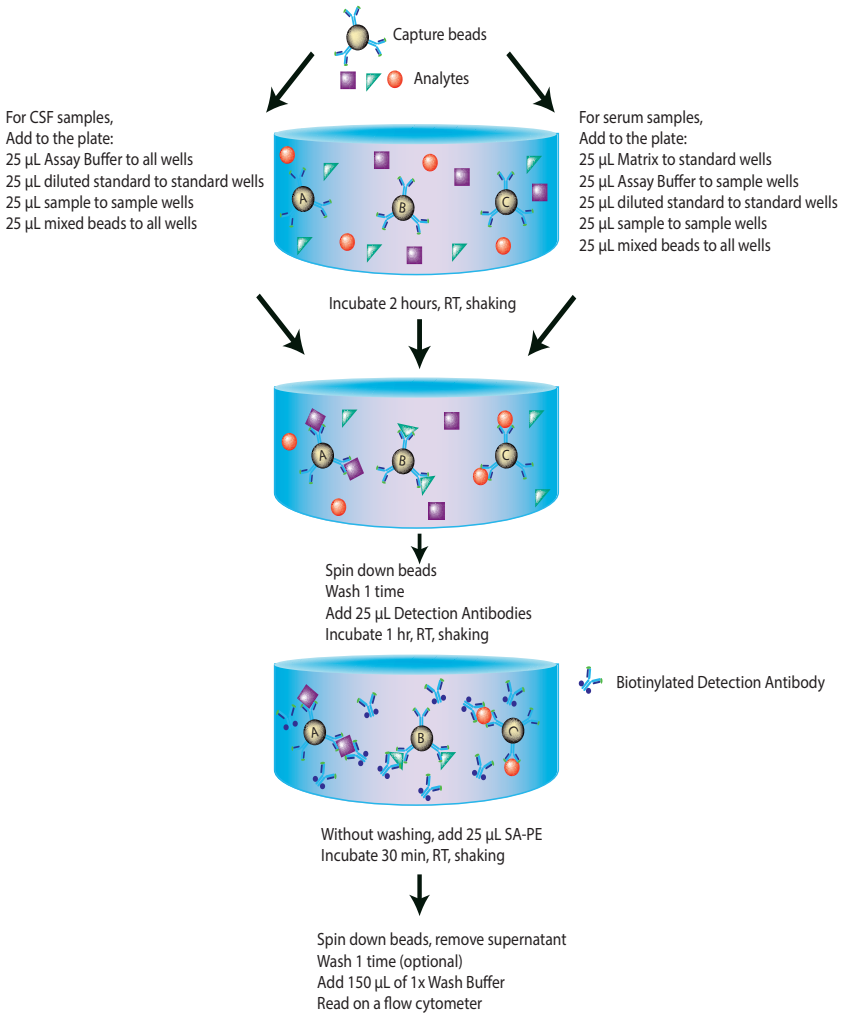 Capture beads
Analytes
For CSF samples,
Add to the plate:
25 µL Assay Buffer to all wells
25 µL diluted standard to standard wells
25 µL sample to sample wells
25 µL mixed beads to all wells
For serum samples,
Add to the plate:
25 µL Matrix to standard wells
25 µL Assay Buffer to sample wells
25 µL diluted standard to standard wells
25 µL sample to sample wells
25 µL mixed beads to all wells
A
B
C
Incubate 2 hours, RT, shaking
A
B
C
Spin down beads
Wash 1 time
Add 25 µL Detection Antibodies
Incubate 1 hr, RT, shaking
Biotinylated Detection Antibody
A
B
C
Without washing, add 25 µL SA-PE
Incubate 30 min, RT, shaking
Spin down beads, remove supernatant
Wash 1 time (optional)
Add 150 µL of 1x Wash Buffer
Read on a flow cytometer